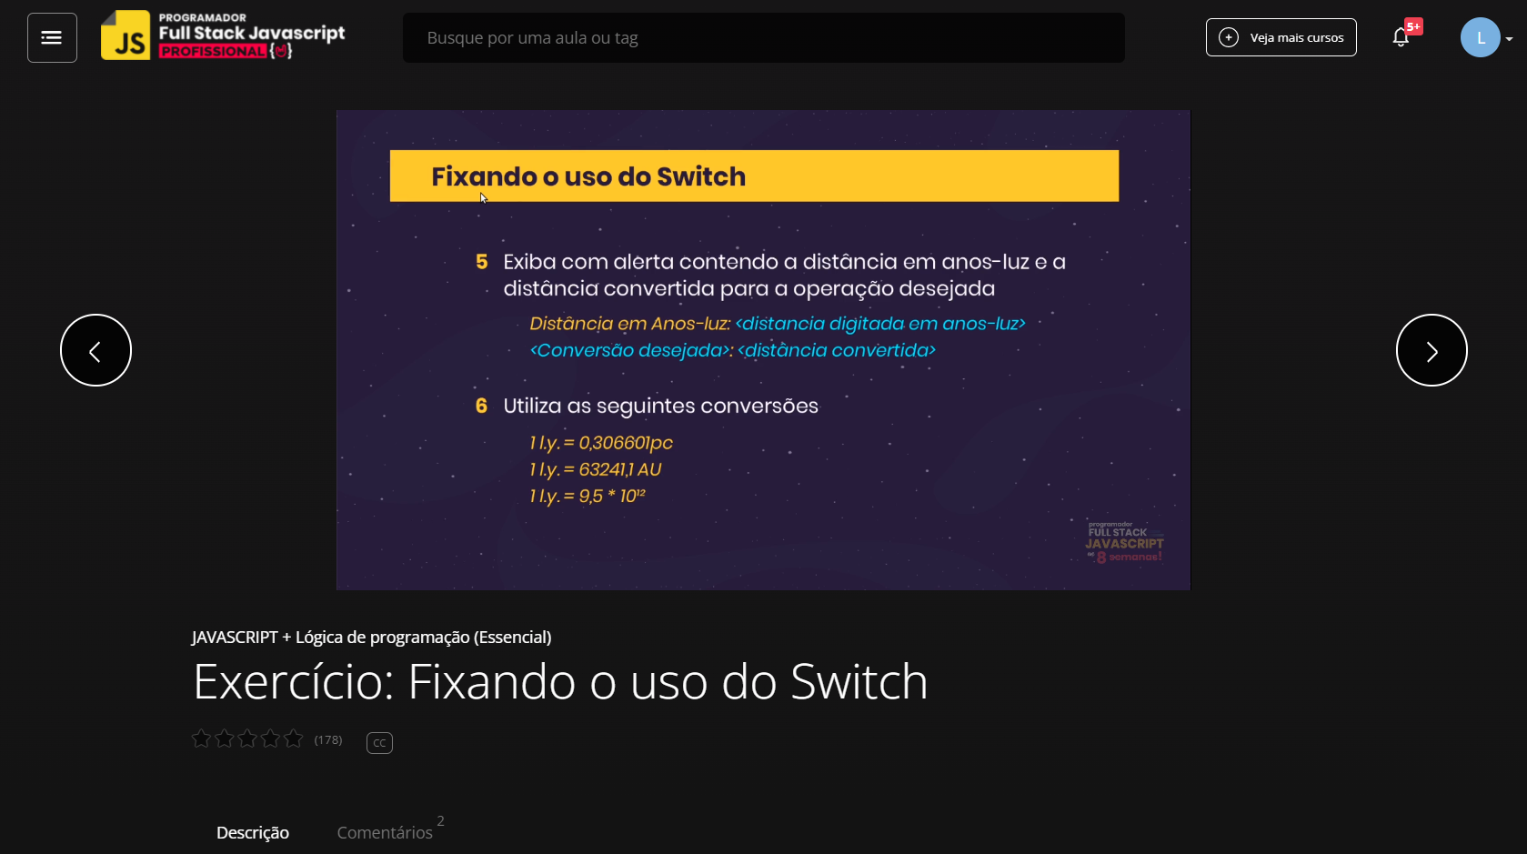 JS
PROGRAMADOR
Full Stack Javascript
PROFISSIONAL
Busque por uma aula ou tag
Veja mais cursos
5+
L
Fixando o uso do Switch
5 Exiba com alerta contendo a distância em anos-luz e a
distância convertida para a operação desejada
Distância em Anos-luz: <distancia digitada em anos-luz>
<Conversão desejada>: <distância convertida>
6 Utiliza as seguintes conversões
1 l.y. = 0,306601pc
1 l.y. = 63241,1 AU
1 l.y. = 9,5 * 10¹²
programador
FULL STACK
JAVASCRIPT
8 semanas!
JAVASCRIPT + Lógica de programação (Essencial)
Exercício: Fixando o uso do Switch
(178)
CC
Descrição
Comentários 2